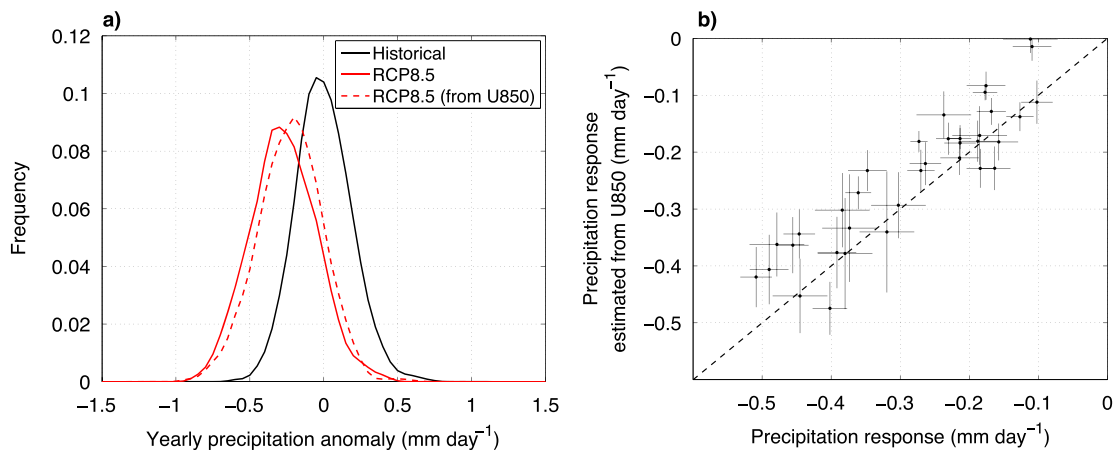 a)
0.12
0.1
0.08
0.06
0.04
0.02
0
Frequency
Historical
RCP8.5
RCP8.5 (from U850)
−1.5 −1 −0.5 0 0.5 1 1.5
Yearly precipitation anomaly (mm day⁻¹)
b)
0
−0.1
−0.2
−0.3
−0.4
−0.5
Precipitation response
estimated from U850 (mm day⁻¹)
−0.5 −0.4 −0.3 −0.2 −0.1 0
Precipitation response (mm day⁻¹)